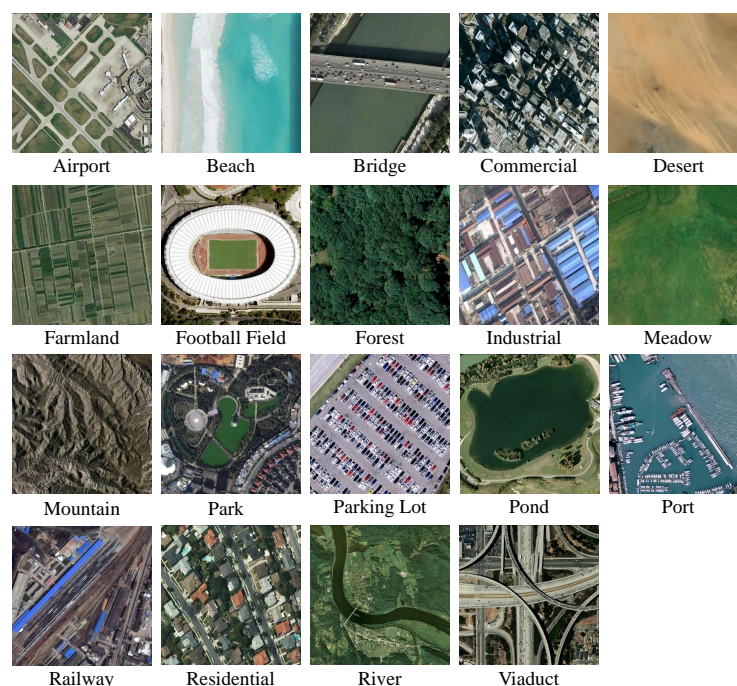 Airport Beach Bridge Commercial Desert
Farmland Football Field Forest Industrial Meadow
Mountain Park Parking Lot Pond Port
Railway Residential River Viaduct